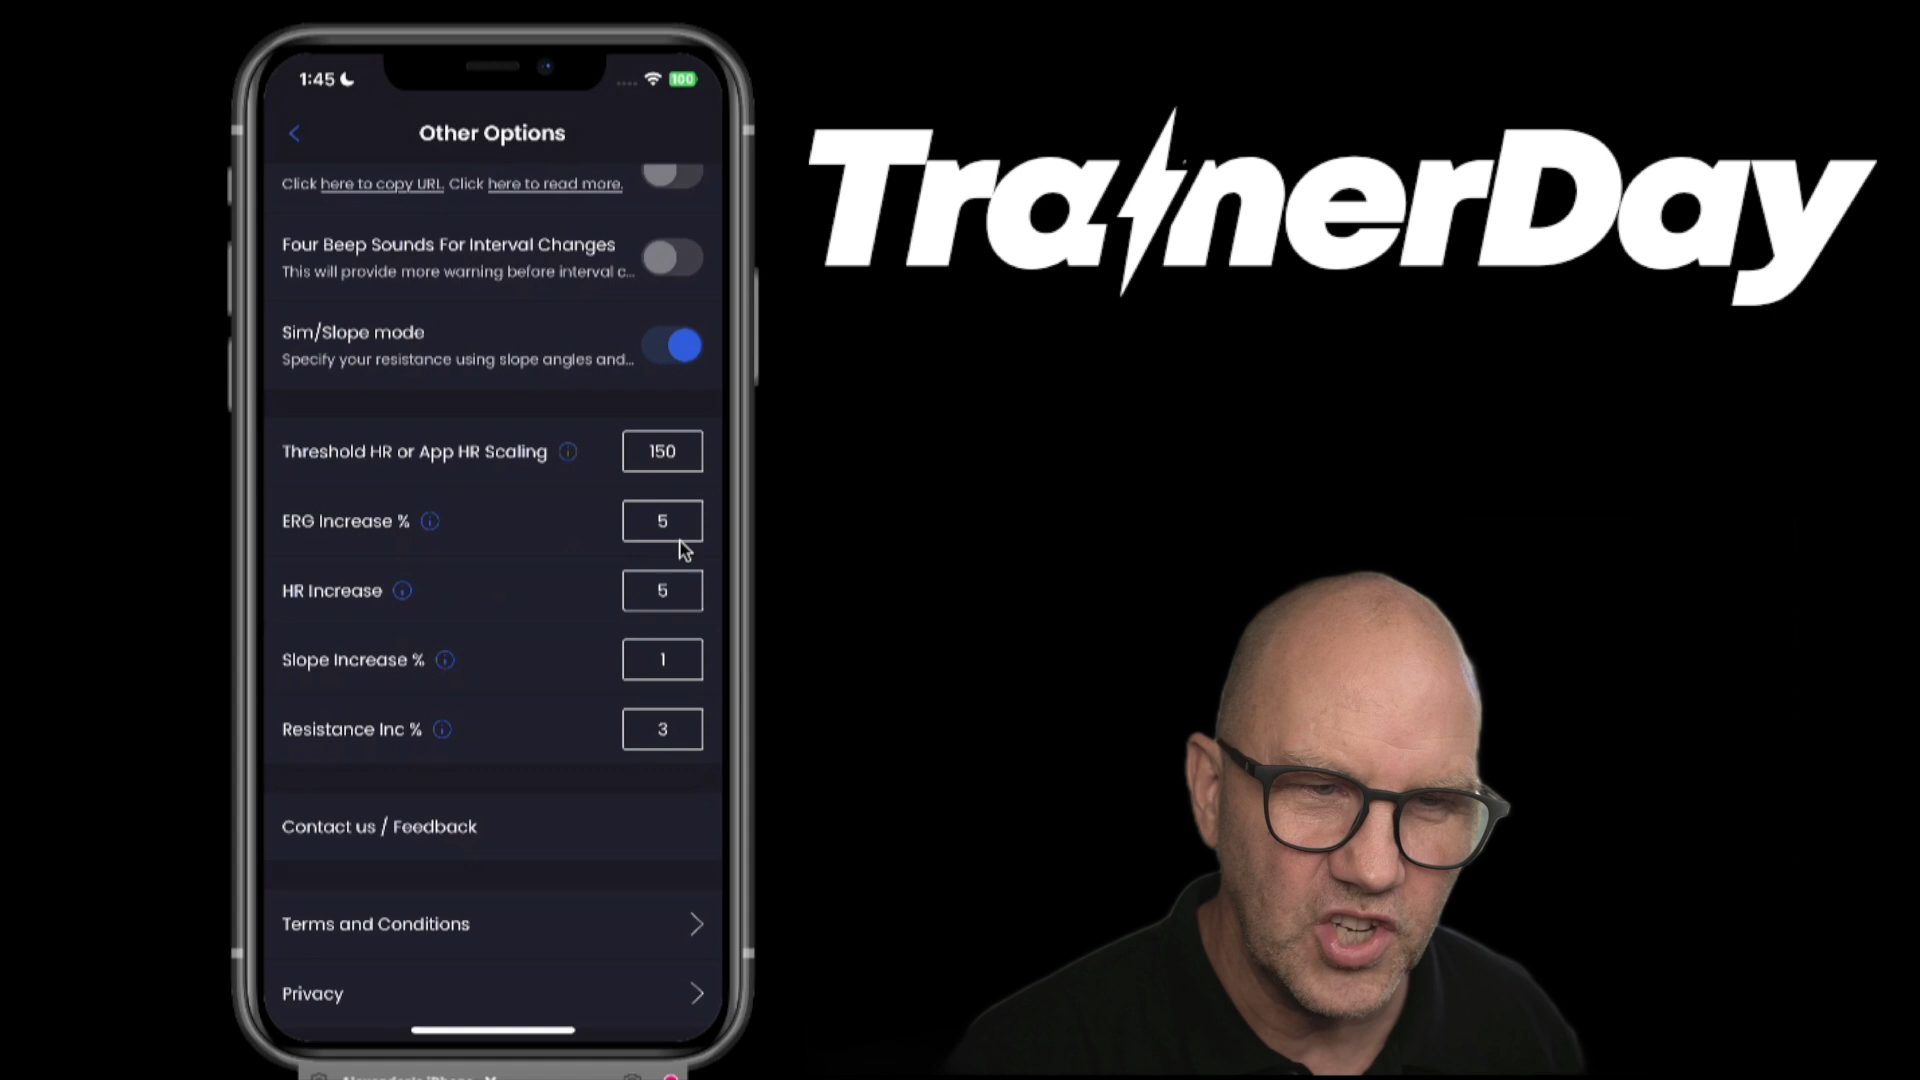 1:45
100
Other Options
Click here to copy URL. Click here to read more.
Four Beep Sounds For Interval Changes
This will provide more warning before interval c...
Sim/Slope mode
Specify your resistance using slope angles and...
Threshold HR or App HR Scaling
150
ERG Increase %
5
HR Increase
5
Slope Increase %
1
Resistance Inc %
3
Contact us / Feedback
Terms and Conditions
Privacy
TrainerDay